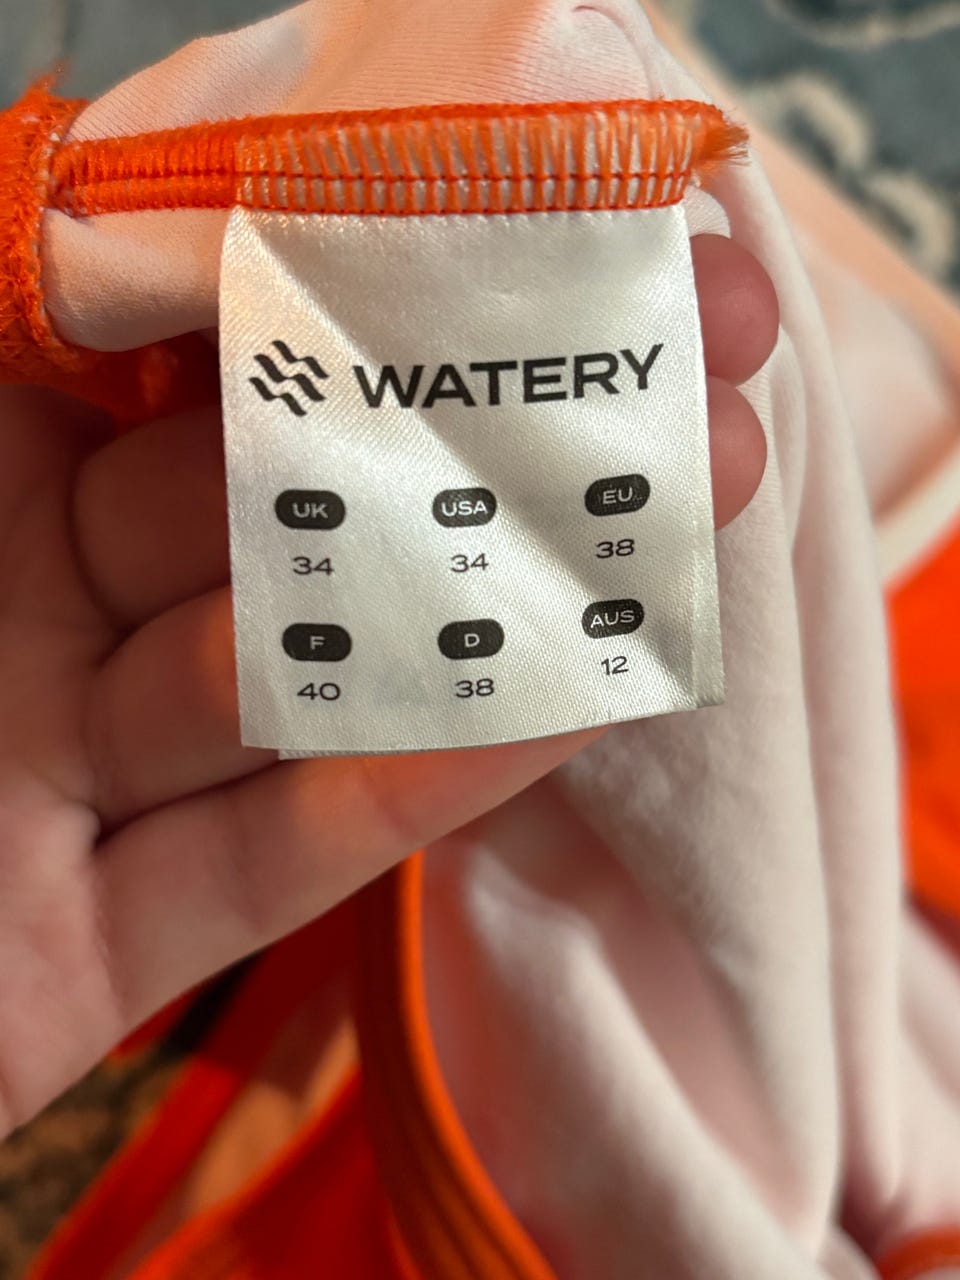 WATERY
UK USA EU
34 34 38
F D AUS
40 38 12